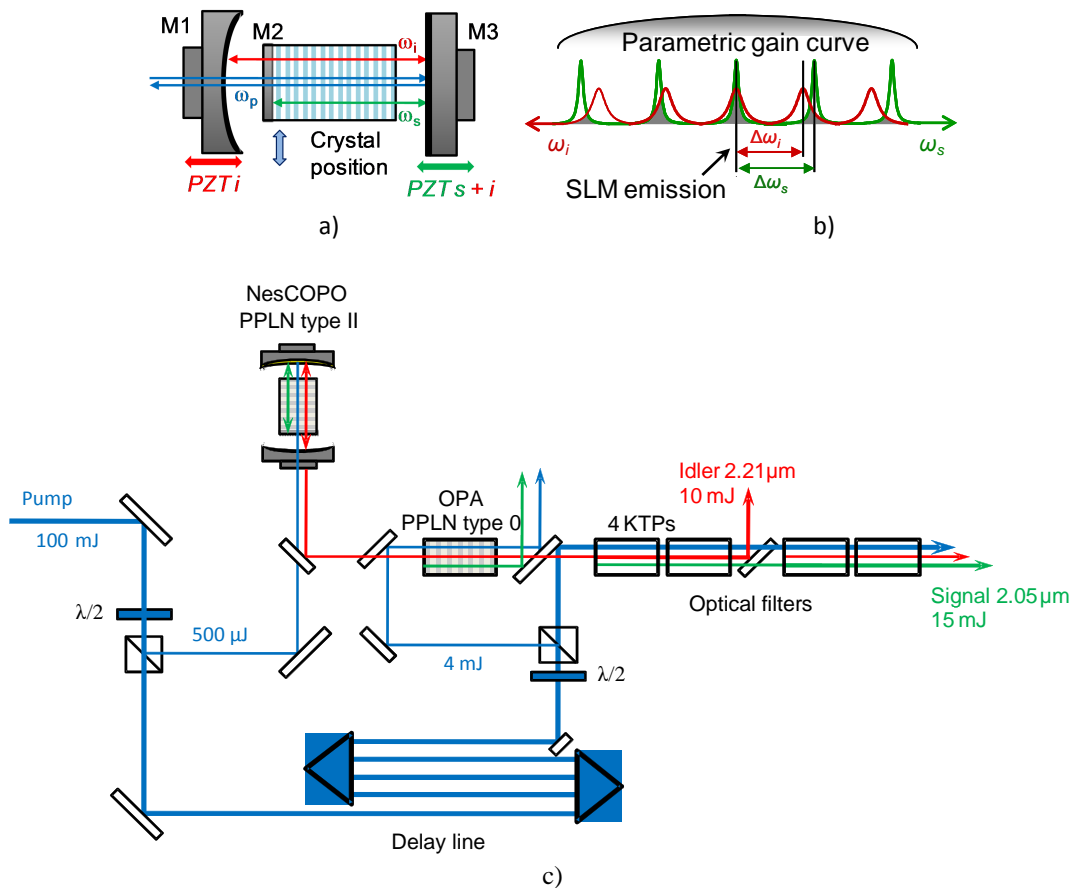 M1
M2
M3
ωi
ωp
ωs
Crystal
position
PZT i
PZT s + i
a)
Parametric gain curve
ωi
ωs
Δωi
Δωs
SLM emission
b)
NesCOPO
PPLN type II
Pump
100 mJ
λ/2
500 µJ
OPA
PPLN type 0
4 mJ
λ/2
4 KTPs
Idler 2.21µm
10 mJ
Optical filters
Signal 2.05µm
15 mJ
Delay line
c)